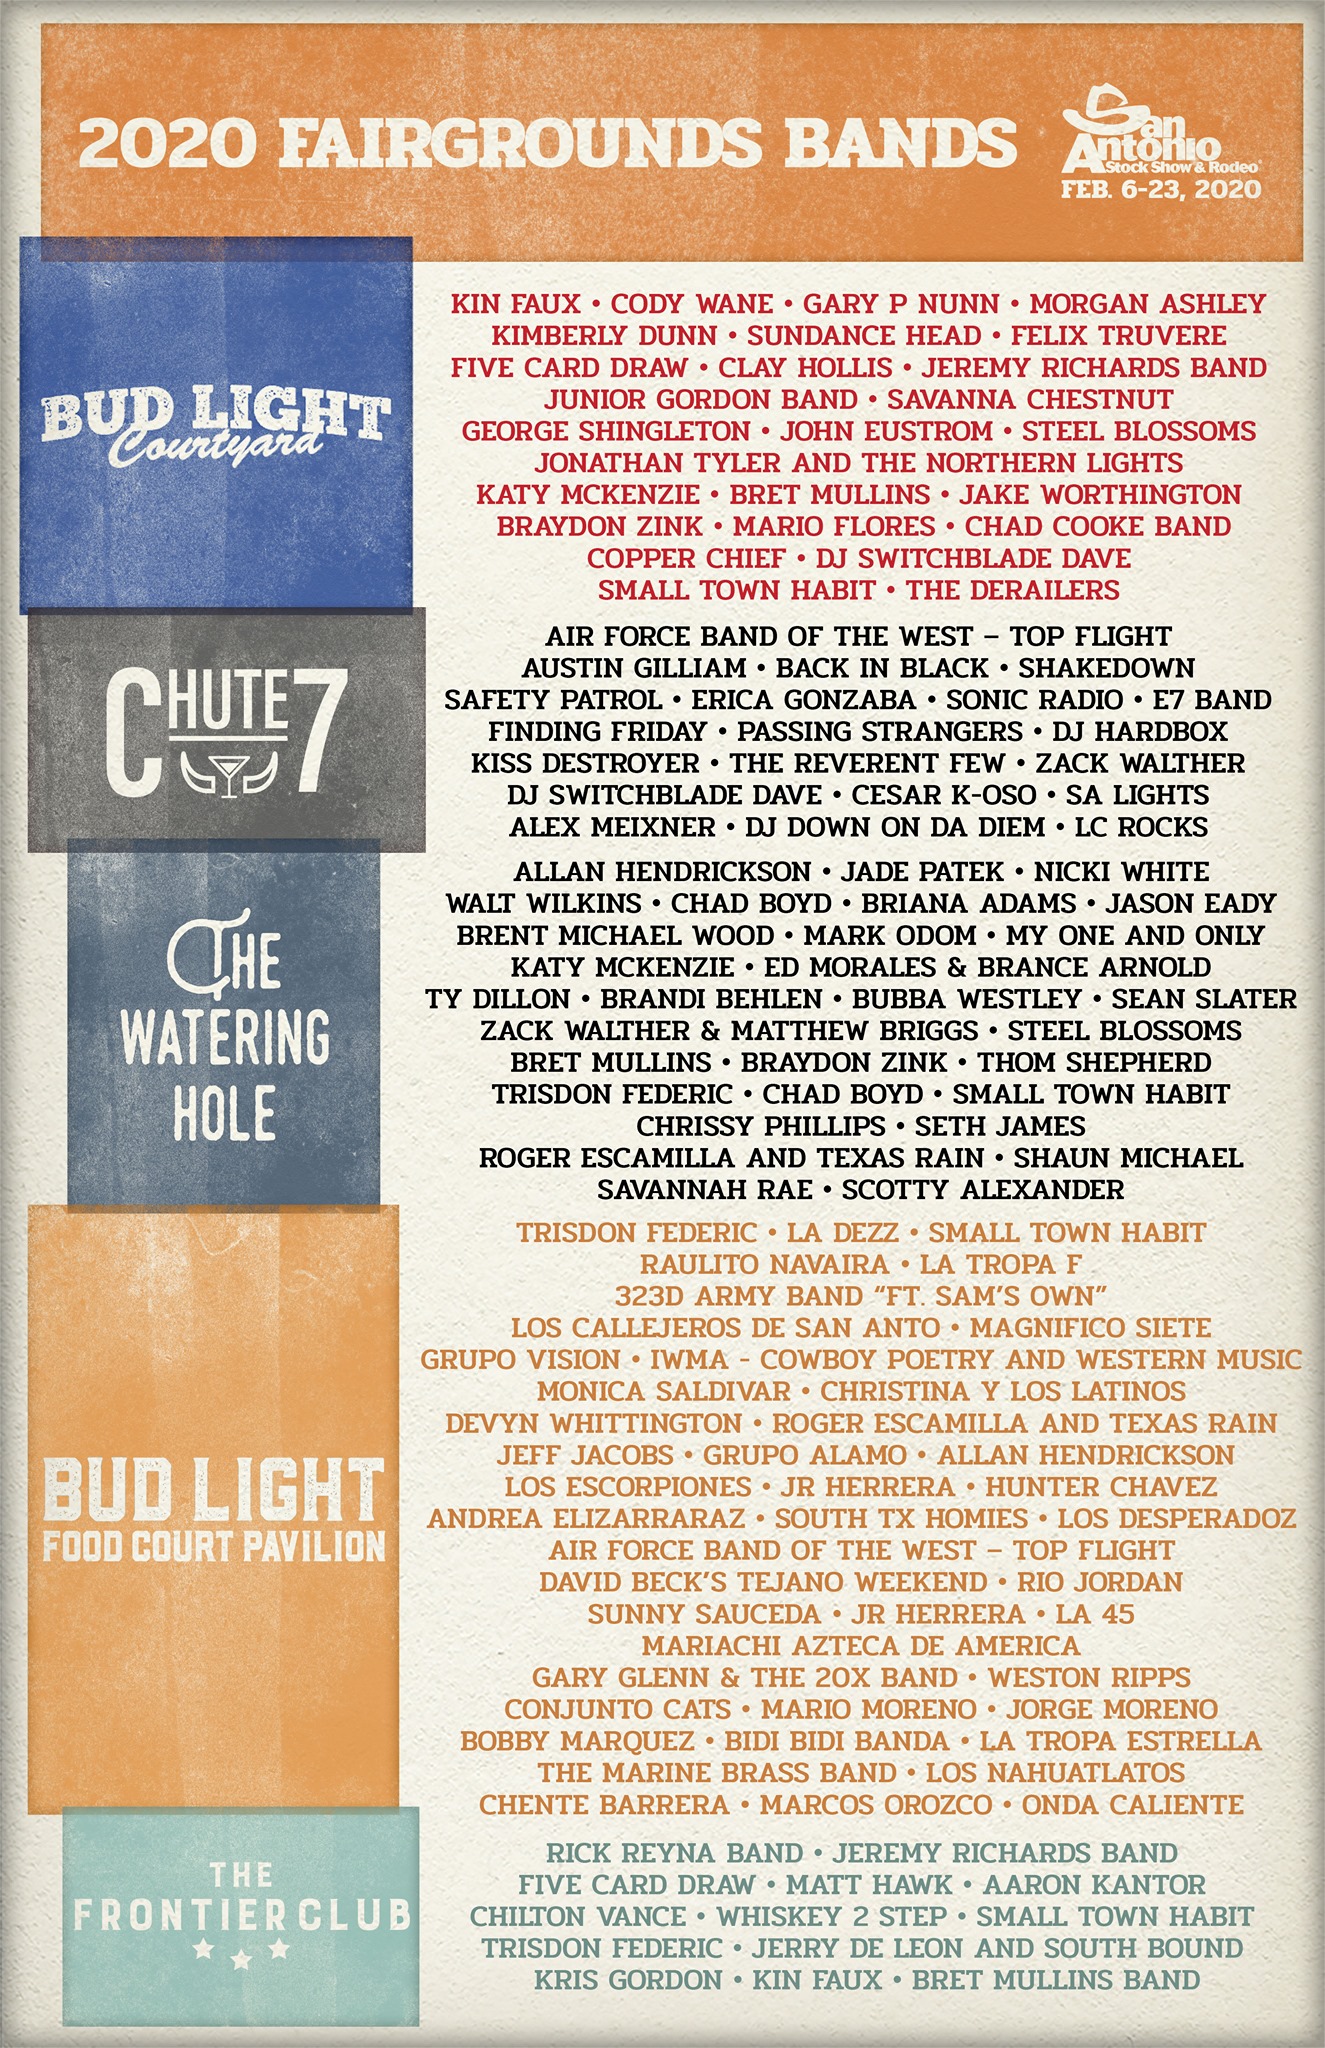 2020 FAIRGROUNDS BANDS
San
Antonio
Stock Show & Rodeo®
FEB. 6-23, 2020
BUD LIGHT
Courtyard
KIN FAUX • CODY WANE • GARY P NUNN • MORGAN ASHLEY
KIMBERLY DUNN • SUNDANCE HEAD • FELIX TRUVERE
FIVE CARD DRAW • CLAY HOLLIS • JEREMY RICHARDS BAND
JUNIOR GORDON BAND • SAVANNA CHESTNUT
GEORGE SHINGLETON • JOHN EUSTROM • STEEL BLOSSOMS
JONATHAN TYLER AND THE NORTHERN LIGHTS
KATY MCKENZIE • BRET MULLINS • JAKE WORTHINGTON
BRAYDON ZINK • MARIO FLORES • CHAD COOKE BAND
COPPER CHIEF • DJ SWITCHBLADE DAVE
SMALL TOWN HABIT • THE DERAILERS
CHUTE 7
AIR FORCE BAND OF THE WEST – TOP FLIGHT
AUSTIN GILLIAM • BACK IN BLACK • SHAKEDOWN
SAFETY PATROL • ERICA GONZABA • SONIC RADIO • E7 BAND
FINDING FRIDAY • PASSING STRANGERS • DJ HARDBOX
KISS DESTROYER • THE REVERENT FEW • ZACK WALTHER
DJ SWITCHBLADE DAVE • CESAR K-OSO • SA LIGHTS
ALEX MEIXNER • DJ DOWN ON DA DIEM • LC ROCKS
THE
WATERING
HOLE
ALLAN HENDRICKSON • JADE PATEK • NICKI WHITE
WALT WILKINS • CHAD BOYD • BRIANA ADAMS • JASON EADY
BRENT MICHAEL WOOD • MARK ODOM • MY ONE AND ONLY
KATY MCKENZIE • ED MORALES & BRANCE ARNOLD
TY DILLON • BRANDI BEHLEN • BUBBA WESTLEY • SEAN SLATER
ZACK WALTHER & MATTHEW BRIGGS • STEEL BLOSSOMS
BRET MULLINS • BRAYDON ZINK • THOM SHEPHERD
TRISDON FEDERIC • CHAD BOYD • SMALL TOWN HABIT
CHRISSY PHILLIPS • SETH JAMES
ROGER ESCAMILLA AND TEXAS RAIN • SHAUN MICHAEL
SAVANNAH RAE • SCOTTY ALEXANDER
BUD LIGHT
FOOD COURT PAVILION
TRISDON FEDERIC • LA DEZZ • SMALL TOWN HABIT
RAULITO NAVAIRA • LA TROPA F
323D ARMY BAND “FT. SAM’S OWN”
LOS CALLEJEROS DE SAN ANTO • MAGNIFICO SIETE
GRUPO VISION • IWMA - COWBOY POETRY AND WESTERN MUSIC
MONICA SALDIVAR • CHRISTINA Y LOS LATINOS
DEVYN WHITTINGTON • ROGER ESCAMILLA AND TEXAS RAIN
JEFF JACOBS • GRUPO ALAMO • ALLAN HENDRICKSON
LOS ESCORPIONES • JR HERRERA • HUNTER CHAVEZ
ANDREA ELIZARRARAZ • SOUTH TX HOMIES • LOS DESPERADOZ
AIR FORCE BAND OF THE WEST – TOP FLIGHT
DAVID BECK’S TEJANO WEEKEND • RIO JORDAN
SUNNY SAUCEDA • JR HERRERA • LA 45
MARIACHI AZTECA DE AMERICA
GARY GLENN & THE 20X BAND • WESTON RIPPS
CONJUNTO CATS • MARIO MORENO • JORGE MORENO
BOBBY MARQUEZ • BIDI BIDI BANDA • LA TROPA ESTRELLA
THE MARINE BRASS BAND • LOS NAHUATLATOS
CHENTE BARRERA • MARCOS OROZCO • ONDA CALIENTE
THE
FRONTIER CLUB
RICK REYNA BAND • JEREMY RICHARDS BAND
FIVE CARD DRAW • MATT HAWK • AARON KANTOR
CHILTON VANCE • WHISKEY 2 STEP • SMALL TOWN HABIT
TRISDON FEDERIC • JERRY DE LEON AND SOUTH BOUND
KRIS GORDON • KIN FAUX • BRET MULLINS BAND